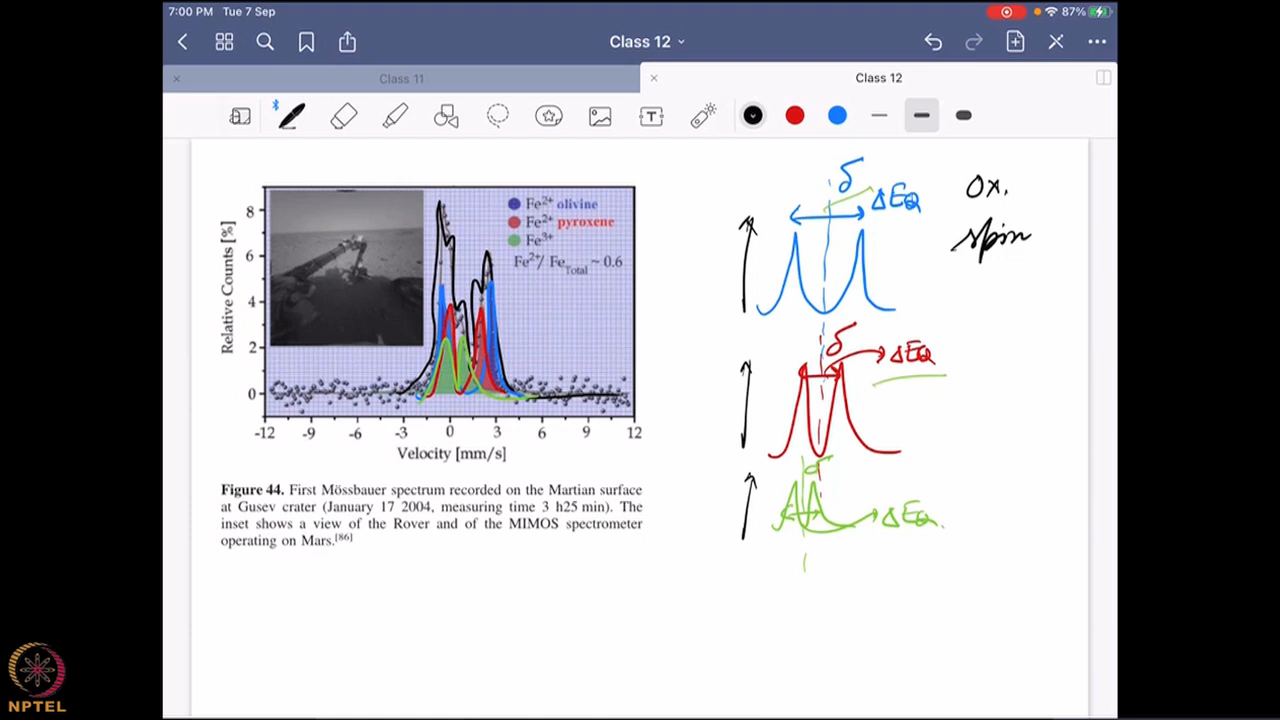 7:00 PM Tue 7 Sep
87%
Class 12
Class 11
Class 12
T
Relative Counts [%]
8
6
4
2
0
Fe2+ olivine
Fe2+ pyroxene
Fe3+
Fe2+/ FeTotal ~ 0.6
-12 -9 -6 -3 0 3 6 9 12
Velocity [mm/s]
Figure 44. First Mössbauer spectrum recorded on the Martian surface
at Gusev crater (January 17 2004, measuring time 3 h25 min). The
inset shows a view of the Rover and of the MIMOS spectrometer
operating on Mars.[86]
δ
ΔEQ
Ox.
spin
δ
ΔEQ
δ
ΔEQ.
NPTEL